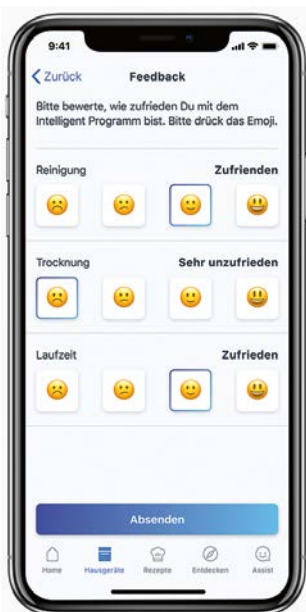 9:41
Zurück Feedback
Bitte bewerte, wie zufrieden Du mit dem
Intelligent Programm bist. Bitte drück das Emoji.
Reinigung Zufrienden
Trocknung Sehr unzufrieden
Laufzeit Zufrieden
Absenden
Home Hausgeräte Rezepte Entdecken Assist